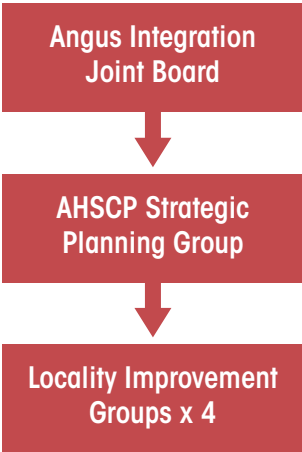 Angus Integration
Joint Board
AHSCP Strategic
Planning Group
Locality Improvement
Groups x 4